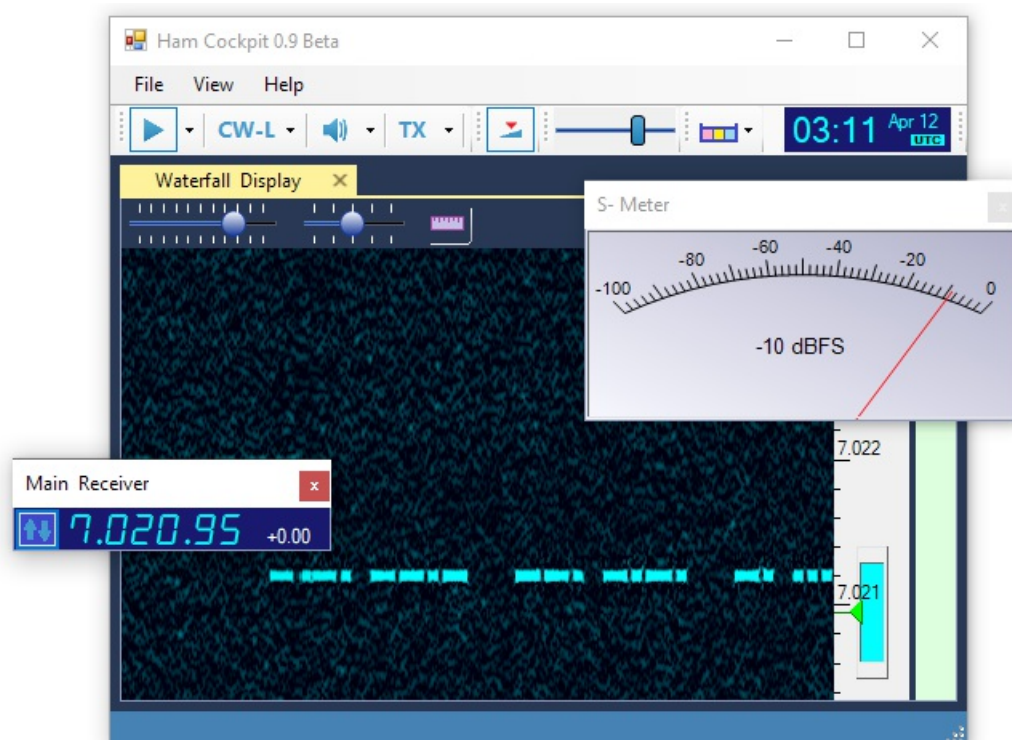 Ham Cockpit 0.9 Beta
File View Help
CW-L TX 03:11 Apr 12 UTC
Waterfall Display
S- Meter
-100 -80 -60 -40 -20 0
-10 dBFS
7.022
Main Receiver
7.020.95 +0.00
7.021